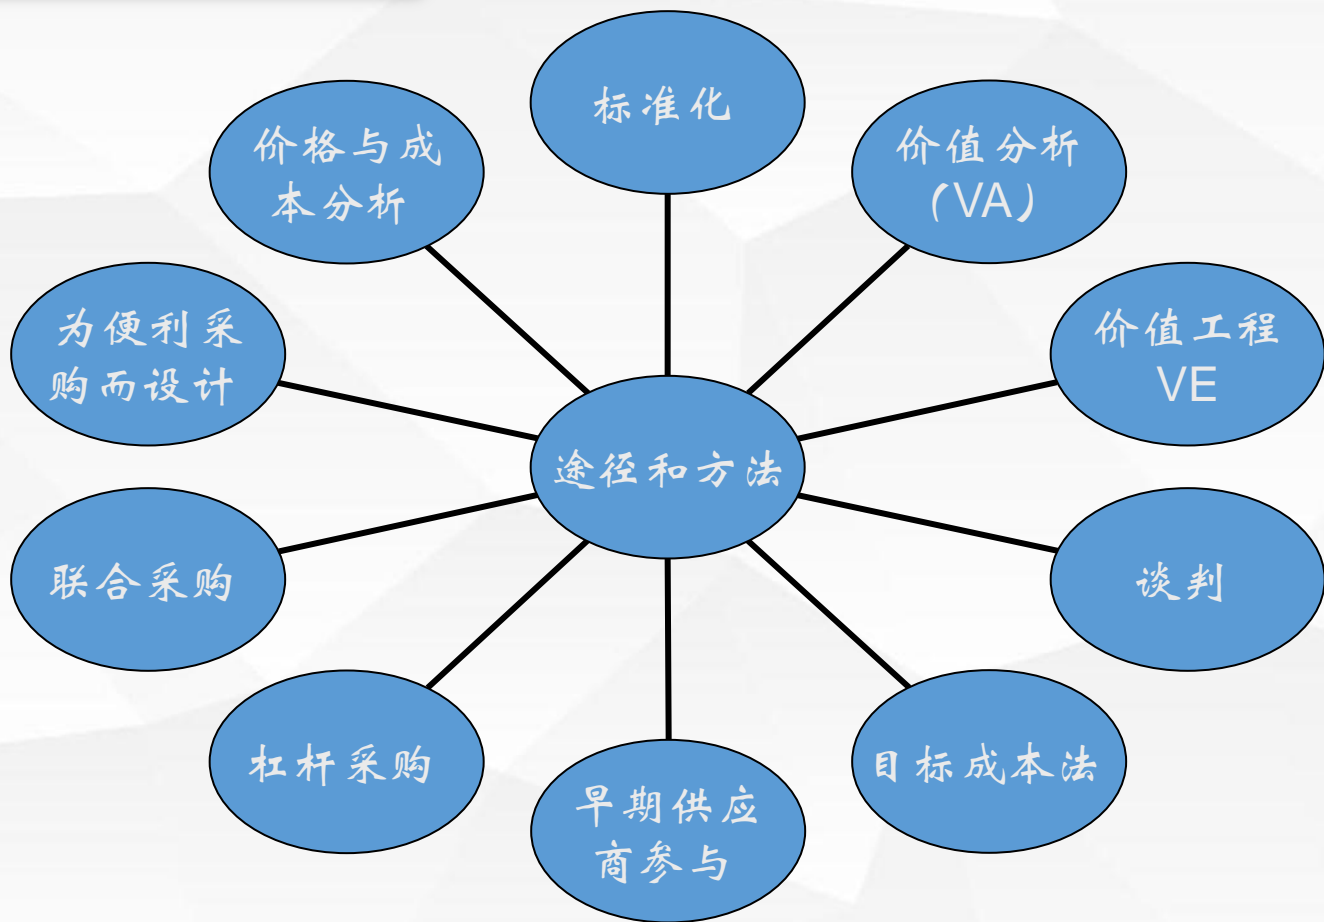 标准化
价格与成
本分析
价值分析
（VA）
为便利采
购而设计
价值工程
VE
途径和方法
联合采购
谈判
杠杆采购
目标成本法
早期供应
商参与